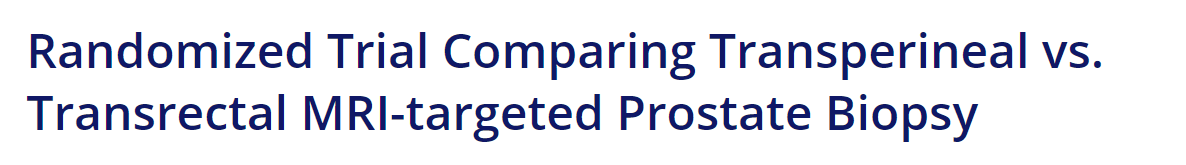 Randomized Trial Comparing Transperineal vs.
Transrectal MRI-targeted Prostate Biopsy